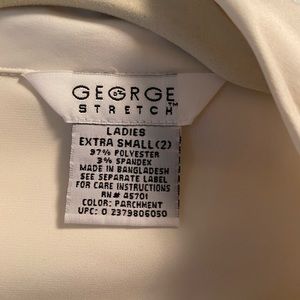 GEORGE
STRETCH™
LADIES
EXTRA SMALL (2)
97% POLYESTER
3% SPANDEX
MADE IN BANGLADESH
SEE SEPARATE LABEL
FOR CARE INSTRUCTIONS
RN# 45701
COLOR: PARCHMENT
UPC: 0 2379806050